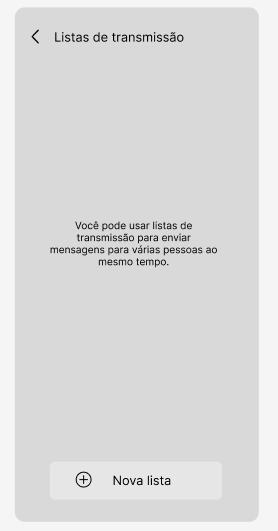 Listas de transmissão
Você pode usar listas de
transmissão para enviar
mensagens para várias pessoas ao
mesmo tempo.
Nova lista